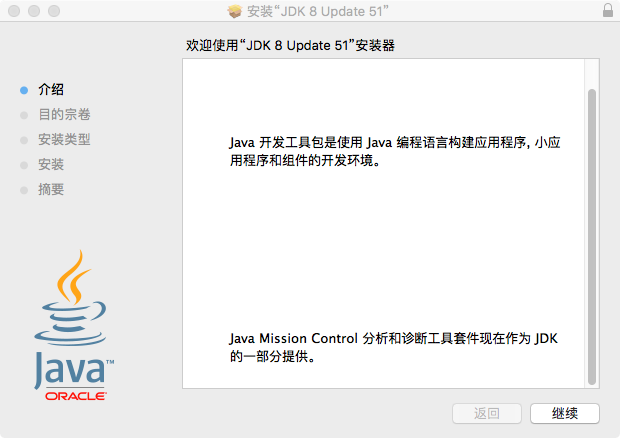 安装“JDK 8 Update 51”
欢迎使用“JDK 8 Update 51”安装器
介绍
目的宗卷
安装类型
安装
摘要
Java 开发工具包是使用 Java 编程语言构建应用程序, 小应
用程序和组件的开发环境。
Java Mission Control 分析和诊断工具套件现在作为 JDK
的一部分提供。
Java™
ORACLE®
返回
继续